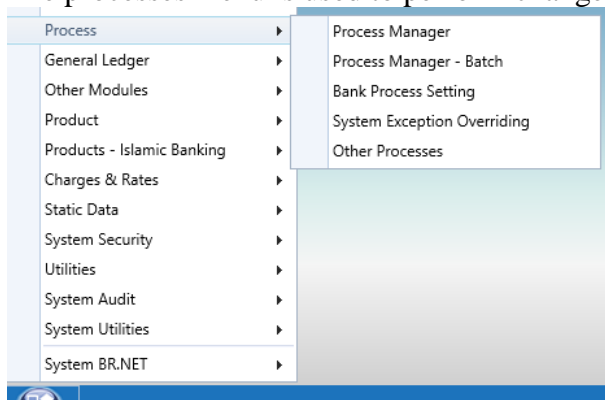 Process
General Ledger
Other Modules
Product
Products - Islamic Banking
Charges & Rates
Static Data
System Security
Utilities
System Audit
System Utilities
System BR.NET
Process Manager
Process Manager - Batch
Bank Process Setting
System Exception Overriding
Other Processes